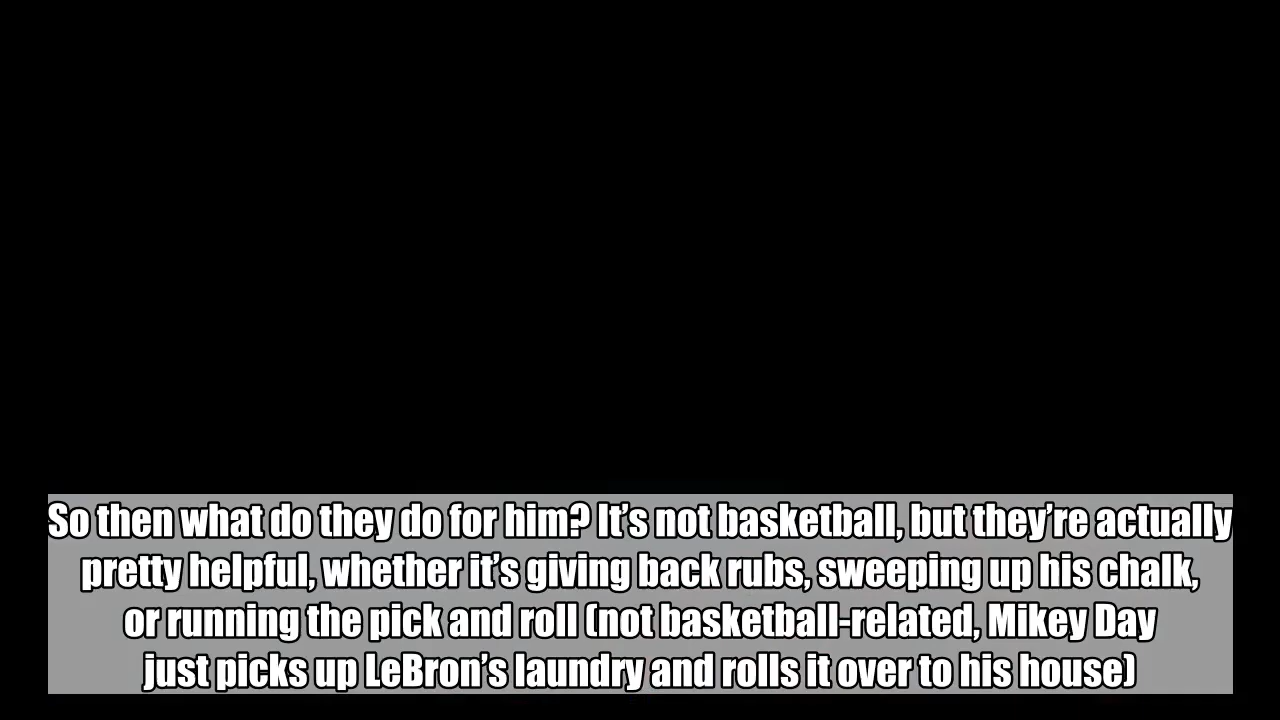 So then what do they do for him? It’s not basketball, but they’re actually
pretty helpful, whether it’s giving back rubs, sweeping up his chalk,
or running the pick and roll (not basketball-related, Mikey Day
just picks up LeBron’s laundry and rolls it over to his house)